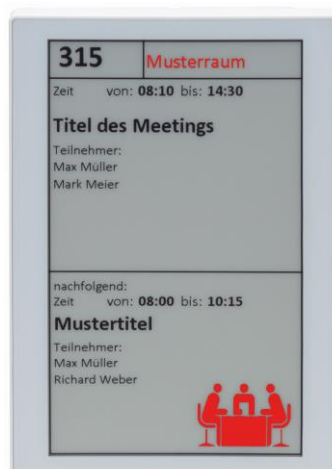 315 Musterraum
Zeit von: 08:10 bis: 14:30
Titel des Meetings
Teilnehmer:
Max Müller
Mark Meier
nachfolgend:
Zeit von: 08:00 bis: 10:15
Mustertitel
Teilnehmer:
Max Müller
Richard Weber